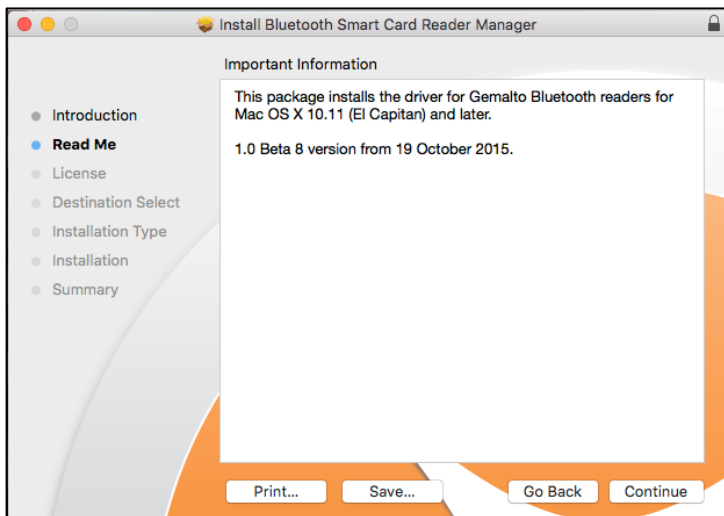 Install Bluetooth Smart Card Reader Manager
Important Information
Introduction
Read Me
License
Destination Select
Installation Type
Installation
Summary
This package installs the driver for Gemalto Bluetooth readers for
Mac OS X 10.11 (El Capitan) and later.
1.0 Beta 8 version from 19 October 2015.
Print...
Save...
Go Back
Continue